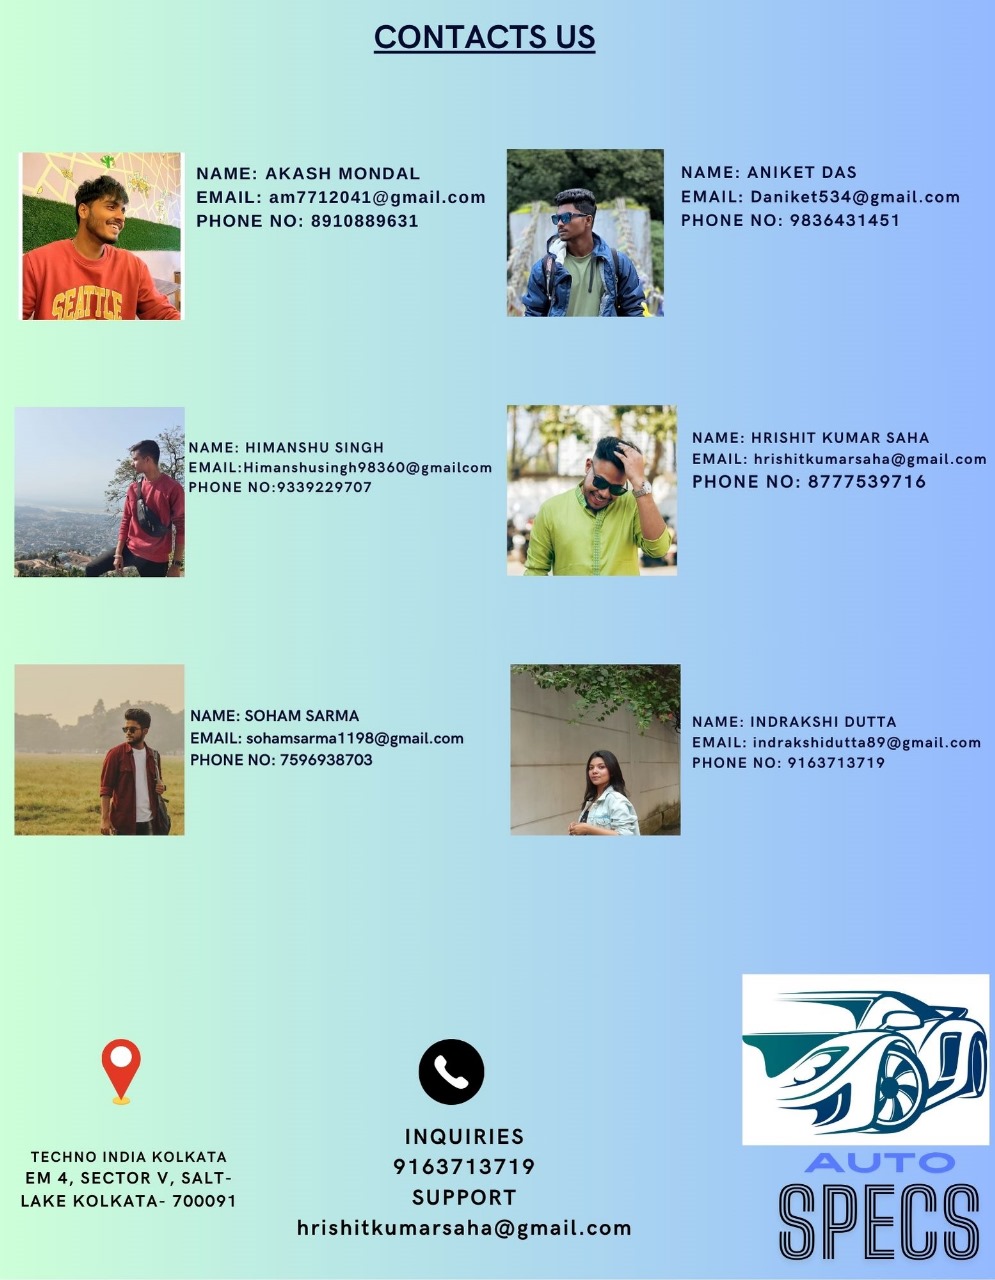 CONTACTS US
NAME: AKASH MONDAL
EMAIL: am7712041@gmail.com
PHONE NO: 8910889631
NAME: ANIKET DAS
EMAIL: Daniket534@gmail.com
PHONE NO: 9836431451
SEATTLE
NAME: HIMANSHU SINGH
EMAIL:Himanshusingh98360@gmailcom
PHONE NO:9339229707
NAME: HRISHIT KUMAR SAHA
EMAIL: hrishitkumarsaha@gmail.com
PHONE NO: 8777539716
NAME: SOHAM SARMA
EMAIL: sohamsarma1198@gmail.com
PHONE NO: 7596938703
NAME: INDRAKSHI DUTTA
EMAIL: indrakshidutta89@gmail.com
PHONE NO: 9163713719
TECHNO INDIA KOLKATA
EM 4, SECTOR V, SALT-
LAKE KOLKATA- 700091
INQUIRIES
9163713719
SUPPORT
hrishitkumarsaha@gmail.com
AUTO
SPECS